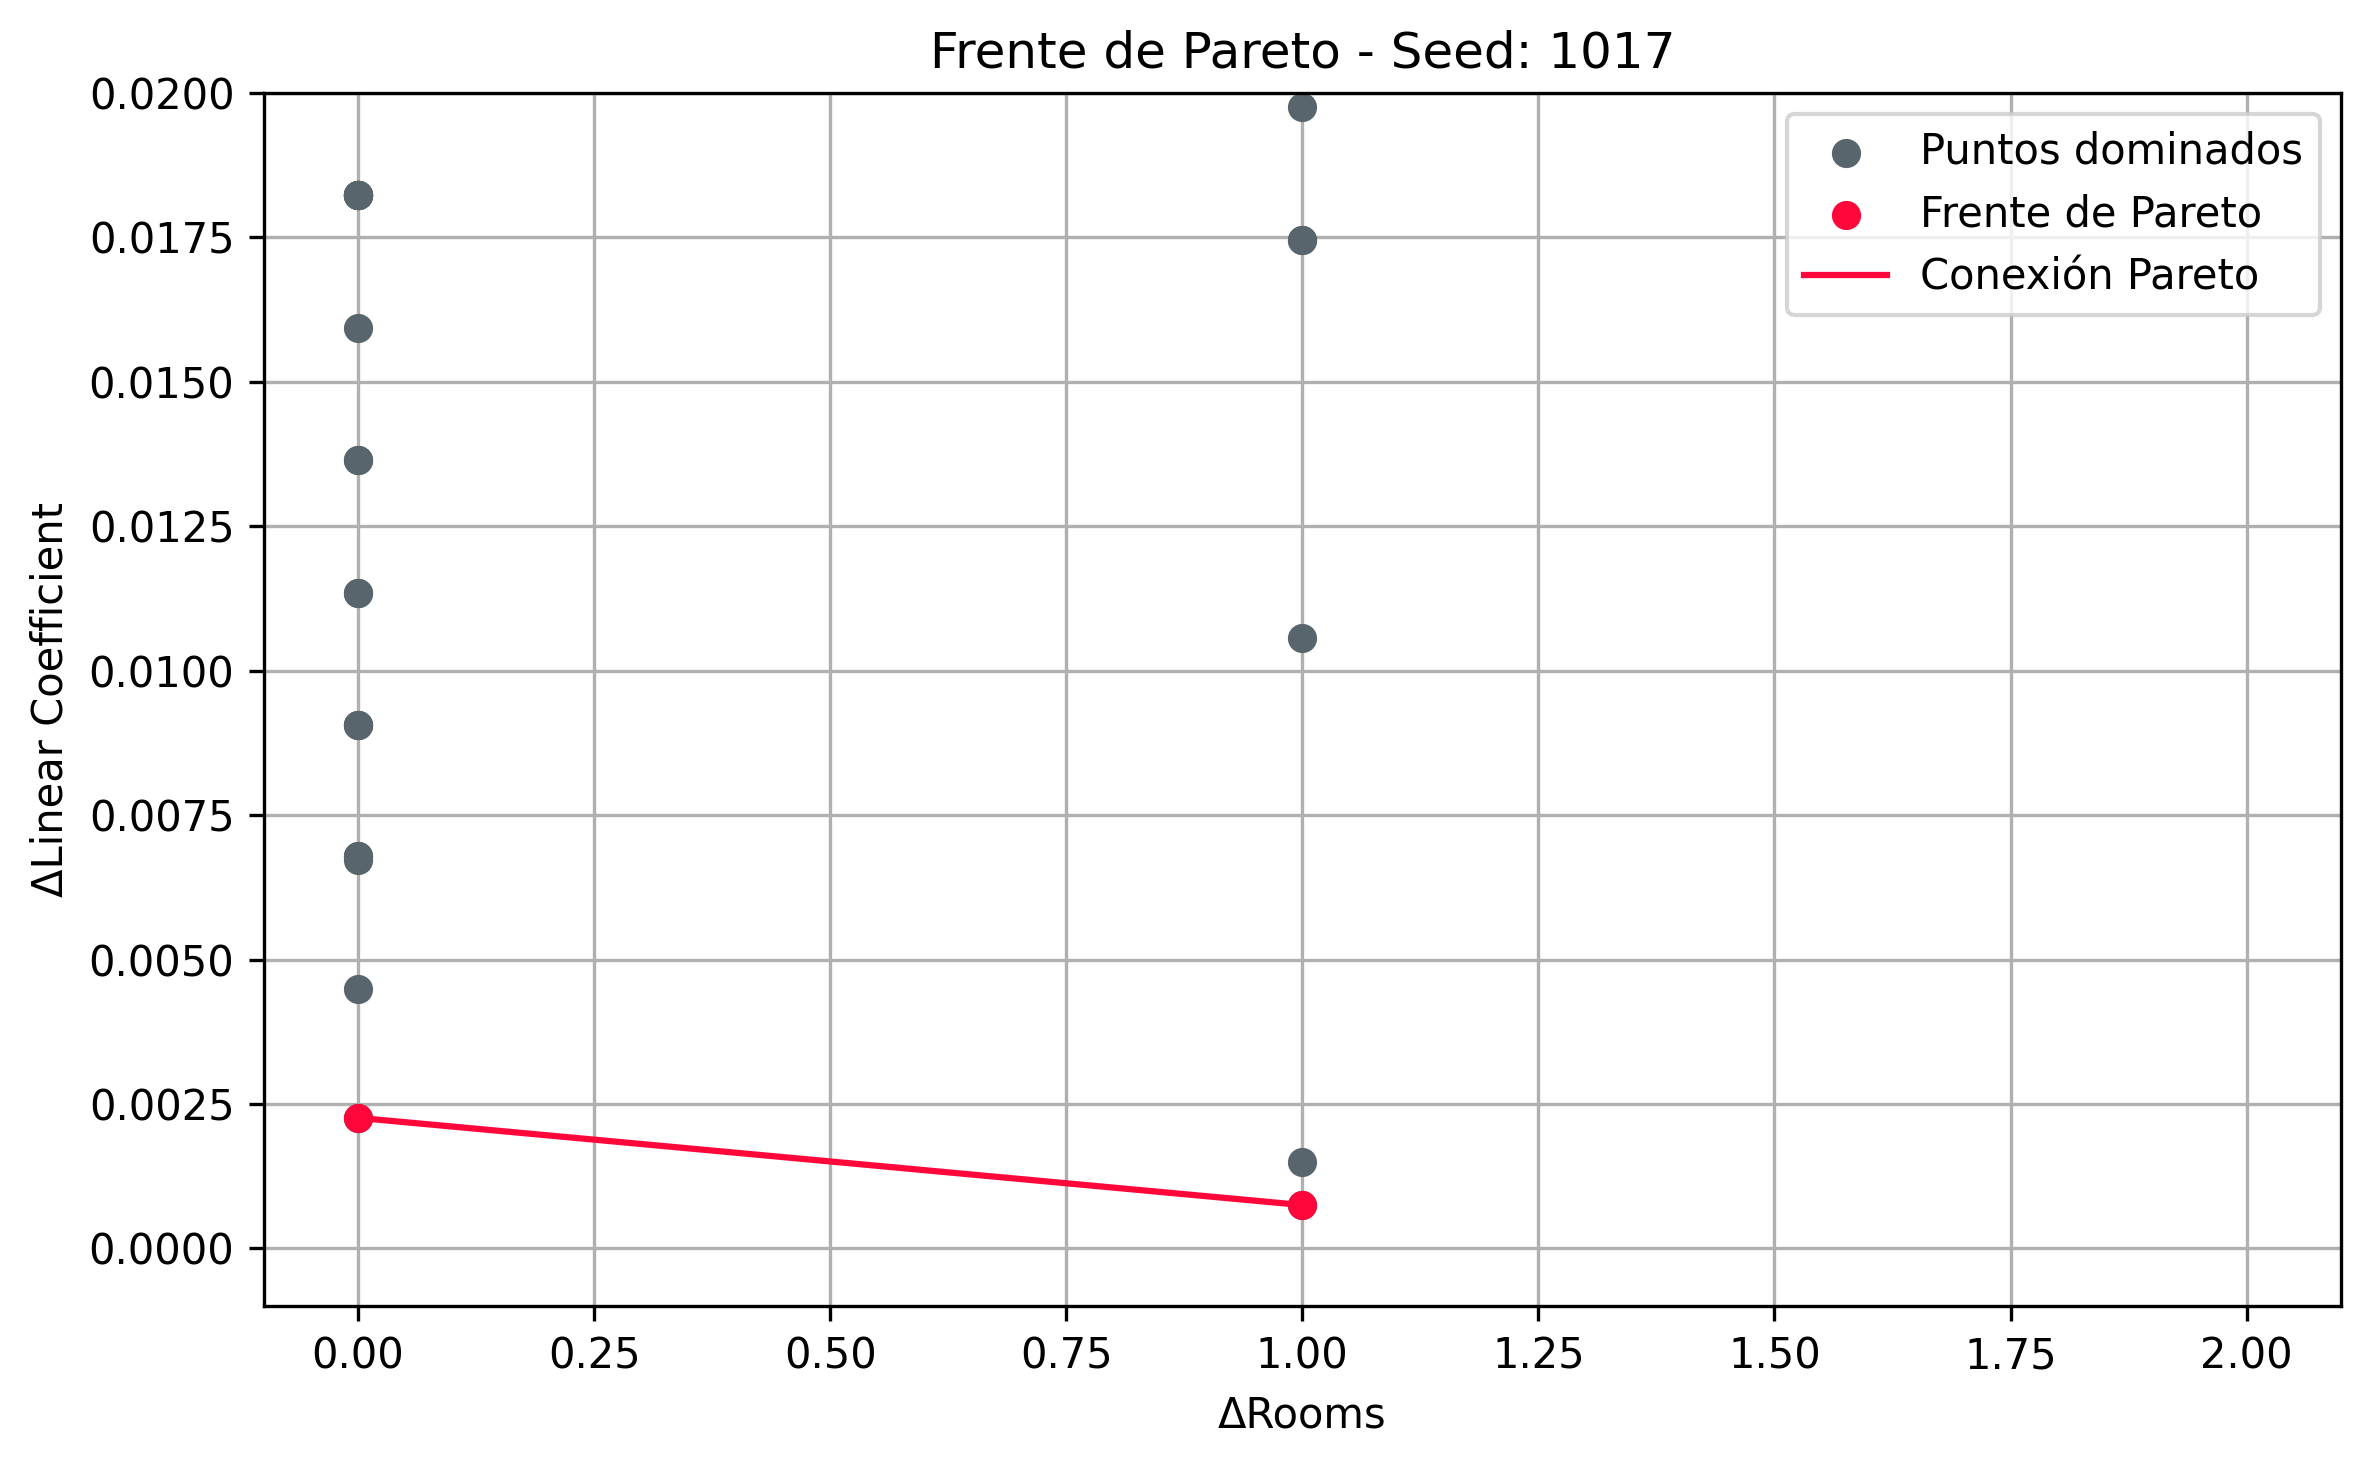 Frente de Pareto - Seed: 1017
Puntos dominados
Frente de Pareto
Conexión Pareto
ΔLinear Coefficient
0.0200
0.0175
0.0150
0.0125
0.0100
0.0075
0.0050
0.0025
0.0000
0.00 0.25 0.50 0.75 1.00 1.25 1.50 1.75 2.00
ΔRooms